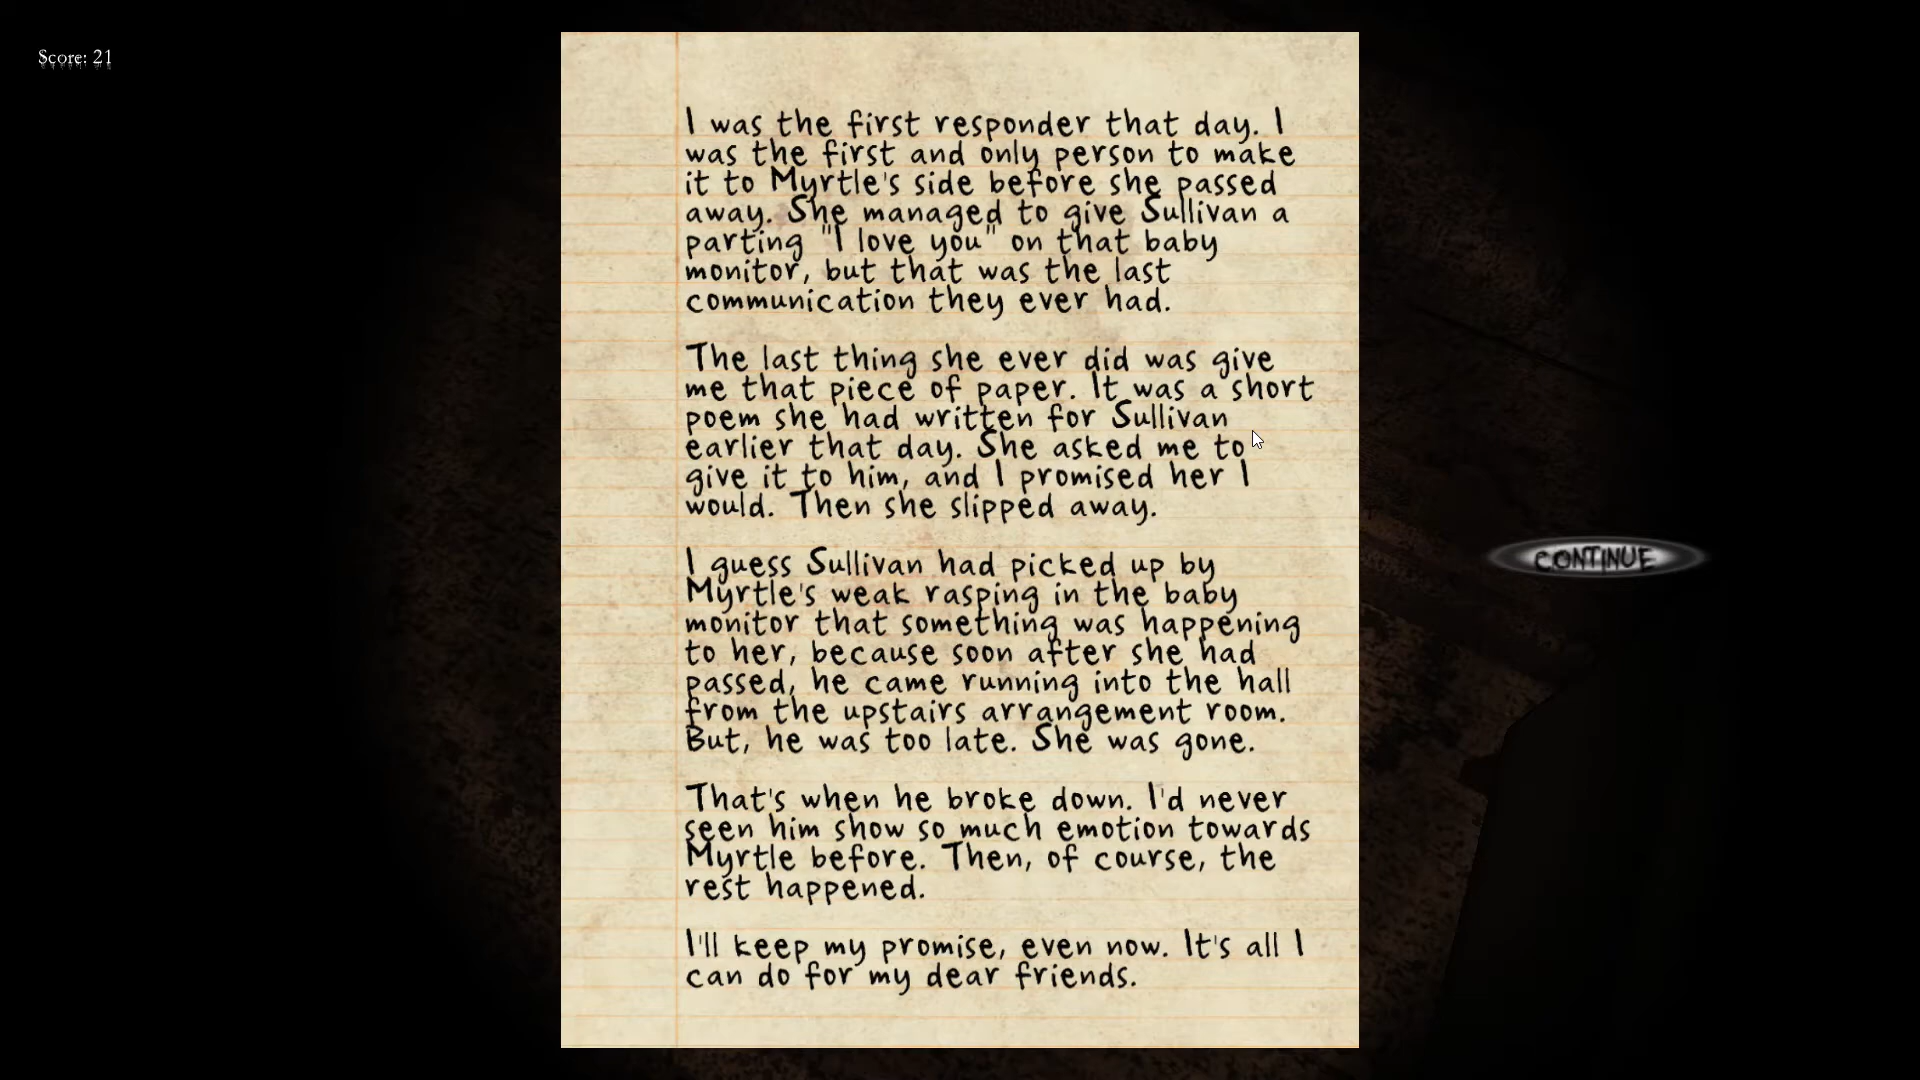 Score: 21
I was the first responder that day. I
was the first and only person to make
it to Myrtle's side before she passed
away. She managed to give Sullivan a
parting "I love you" on that baby
monitor, but that was the last
communication they ever had.
The last thing she ever did was give
me that piece of paper. It was a short
poem she had written for Sullivan
earlier that day. She asked me to
give it to him, and I promised her I
would. Then she slipped away.
I guess Sullivan had picked up by
Myrtle's weak rasping in the baby
monitor that something was happening
to her, because soon after she had
passed, he came running into the hall
from the upstairs arrangement room.
But, he was too late. She was gone.
That's when he broke down. I'd never
seen him show so much emotion towards
Myrtle before. Then, of course, the
rest happened.
I'll keep my promise, even now. It's all I
can do for my dear friends.
CONTINUE